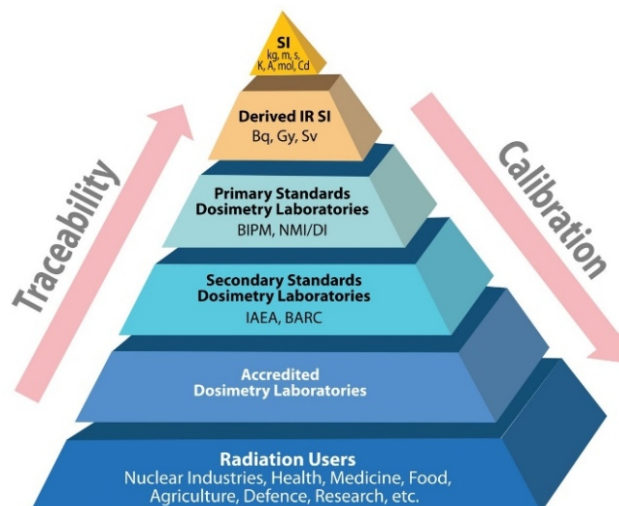 SI
kg, m, s,
K, A, mol, Cd
Derived IR SI
Bq, Gy, Sv
Primary Standards
Dosimetry Laboratories
BIPM, NMI/DI
Secondary Standards
Dosimetry Laboratories
IAEA, BARC
Accredited
Dosimetry Laboratories
Radiation Users
Nuclear Industries, Health, Medicine, Food,
Agriculture, Defence, Research, etc.
Traceability
Calibration